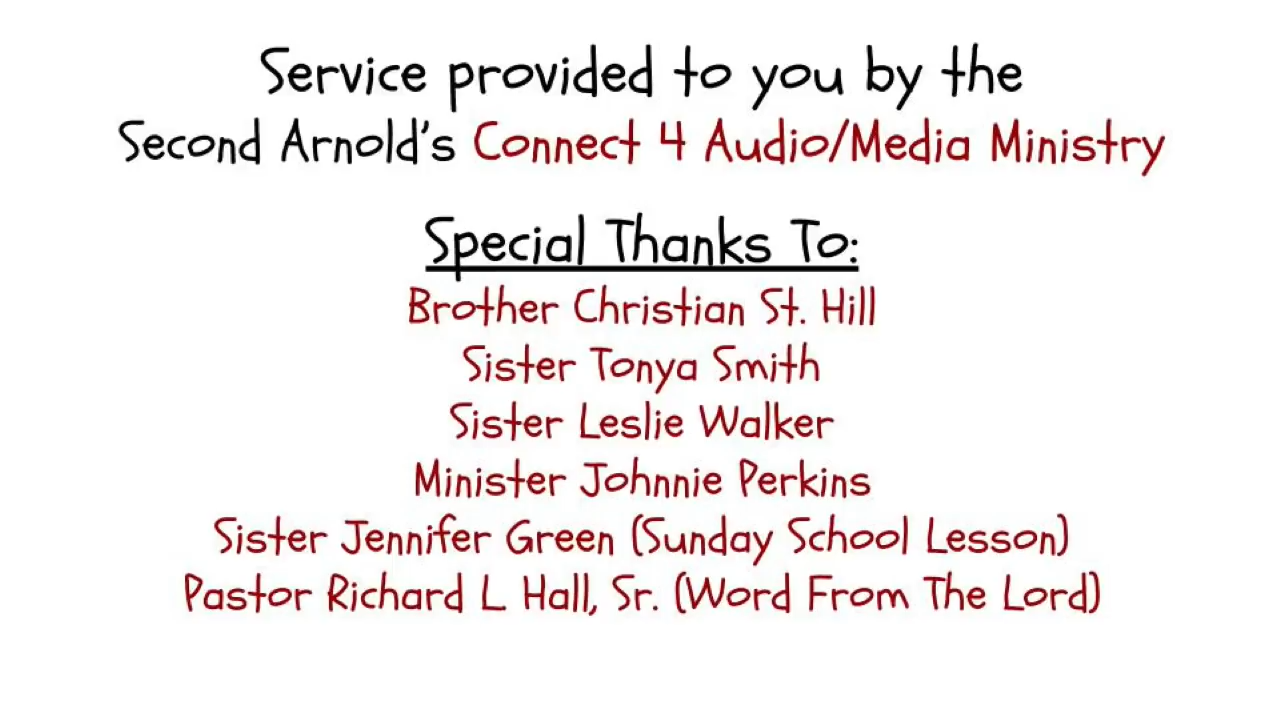 Service provided to you by the
Second Arnold's Connect 4 Audio/Media Ministry
Special Thanks To:
Brother Christian St. Hill
Sister Tonya Smith
Sister Leslie Walker
Minister Johnnie Perkins
Sister Jennifer Green (Sunday School Lesson)
Pastor Richard L Hall, Sr. (Word From The Lord)